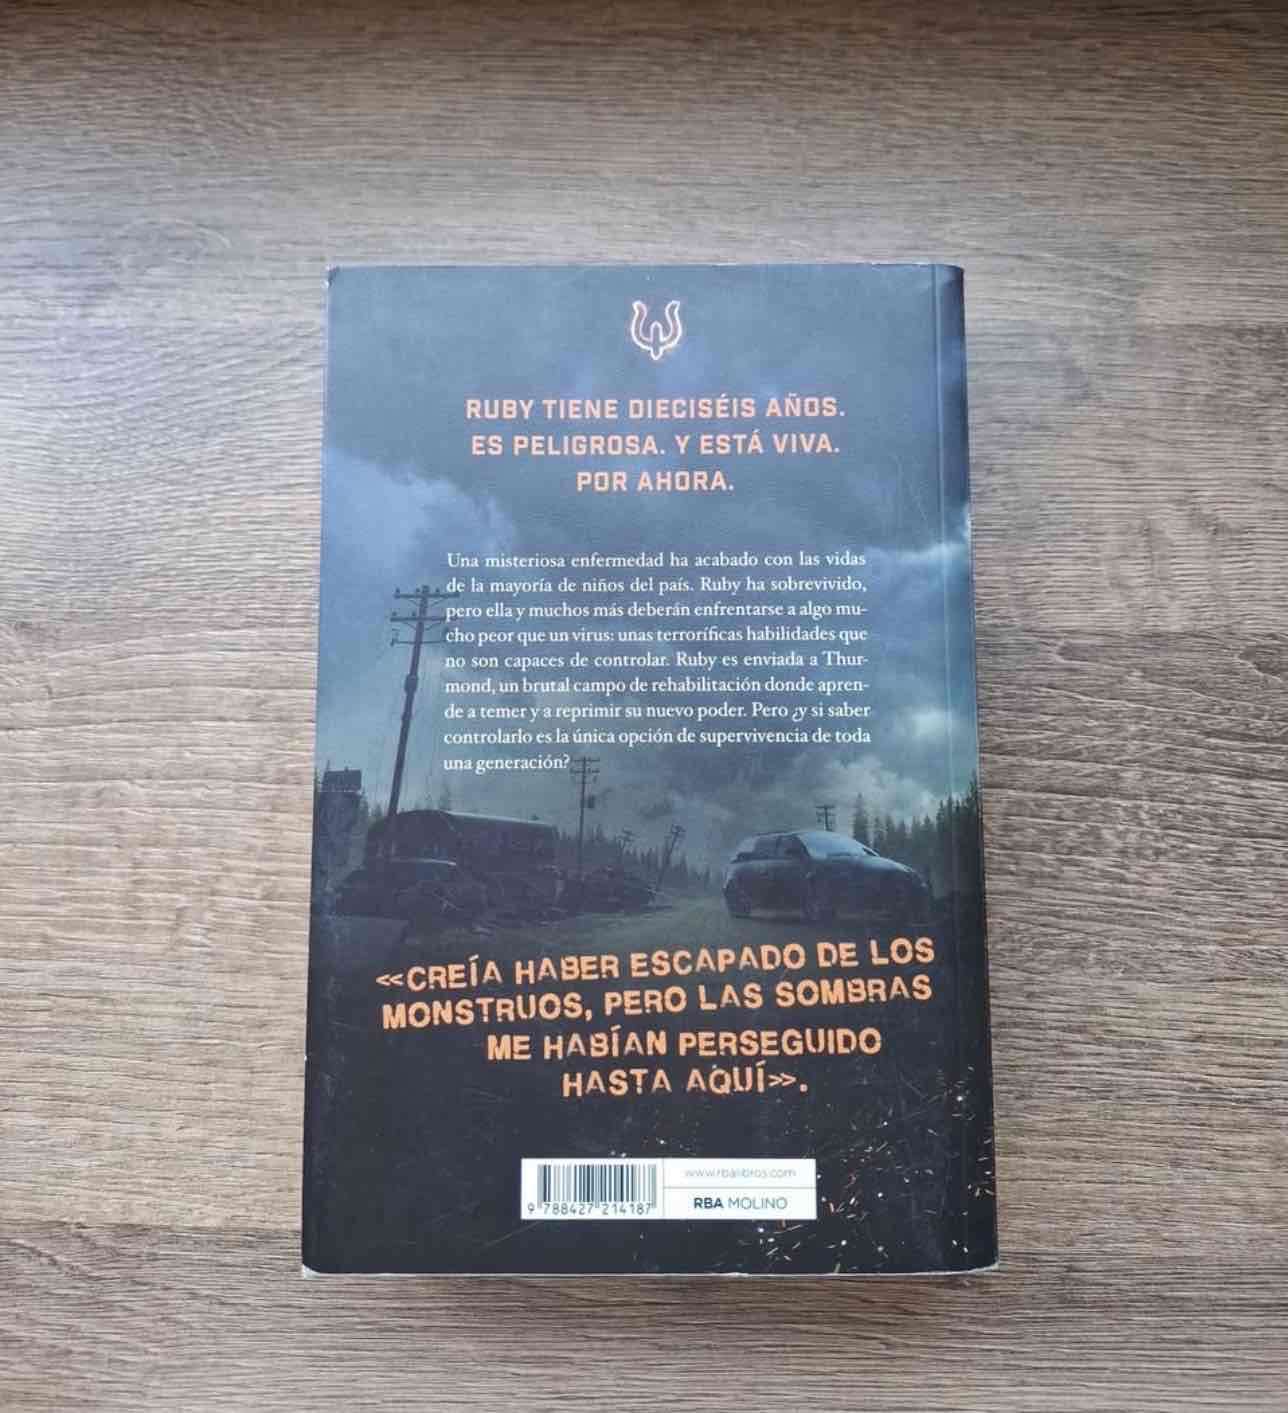 RUBY TIENE DIECISÉIS AÑOS.
ES PELIGROSA. Y ESTÁ VIVA.
POR AHORA.
Una misteriosa enfermedad ha acabado con las vidas
de la mayoría de niños del país. Ruby ha sobrevivido,
pero ella y muchos más deberán enfrentarse a algo mu-
cho peor que un virus: unas terroríficas habilidades que
no son capaces de controlar. Ruby es enviada a Thur-
mond, un brutal campo de rehabilitación donde apren-
de a temer y a reprimir su nuevo poder. Pero ¿y si saber
controlarlo es la única opción de supervivencia de toda
una generación?
«CREÍA HABER ESCAPADO DE LOS
MONSTRUOS, PERO LAS SOMBRAS
ME HABÍAN PERSEGUIDO
HASTA AQUÍ».
www.rbalibros.com
RBA MOLINO
9 788427 214187